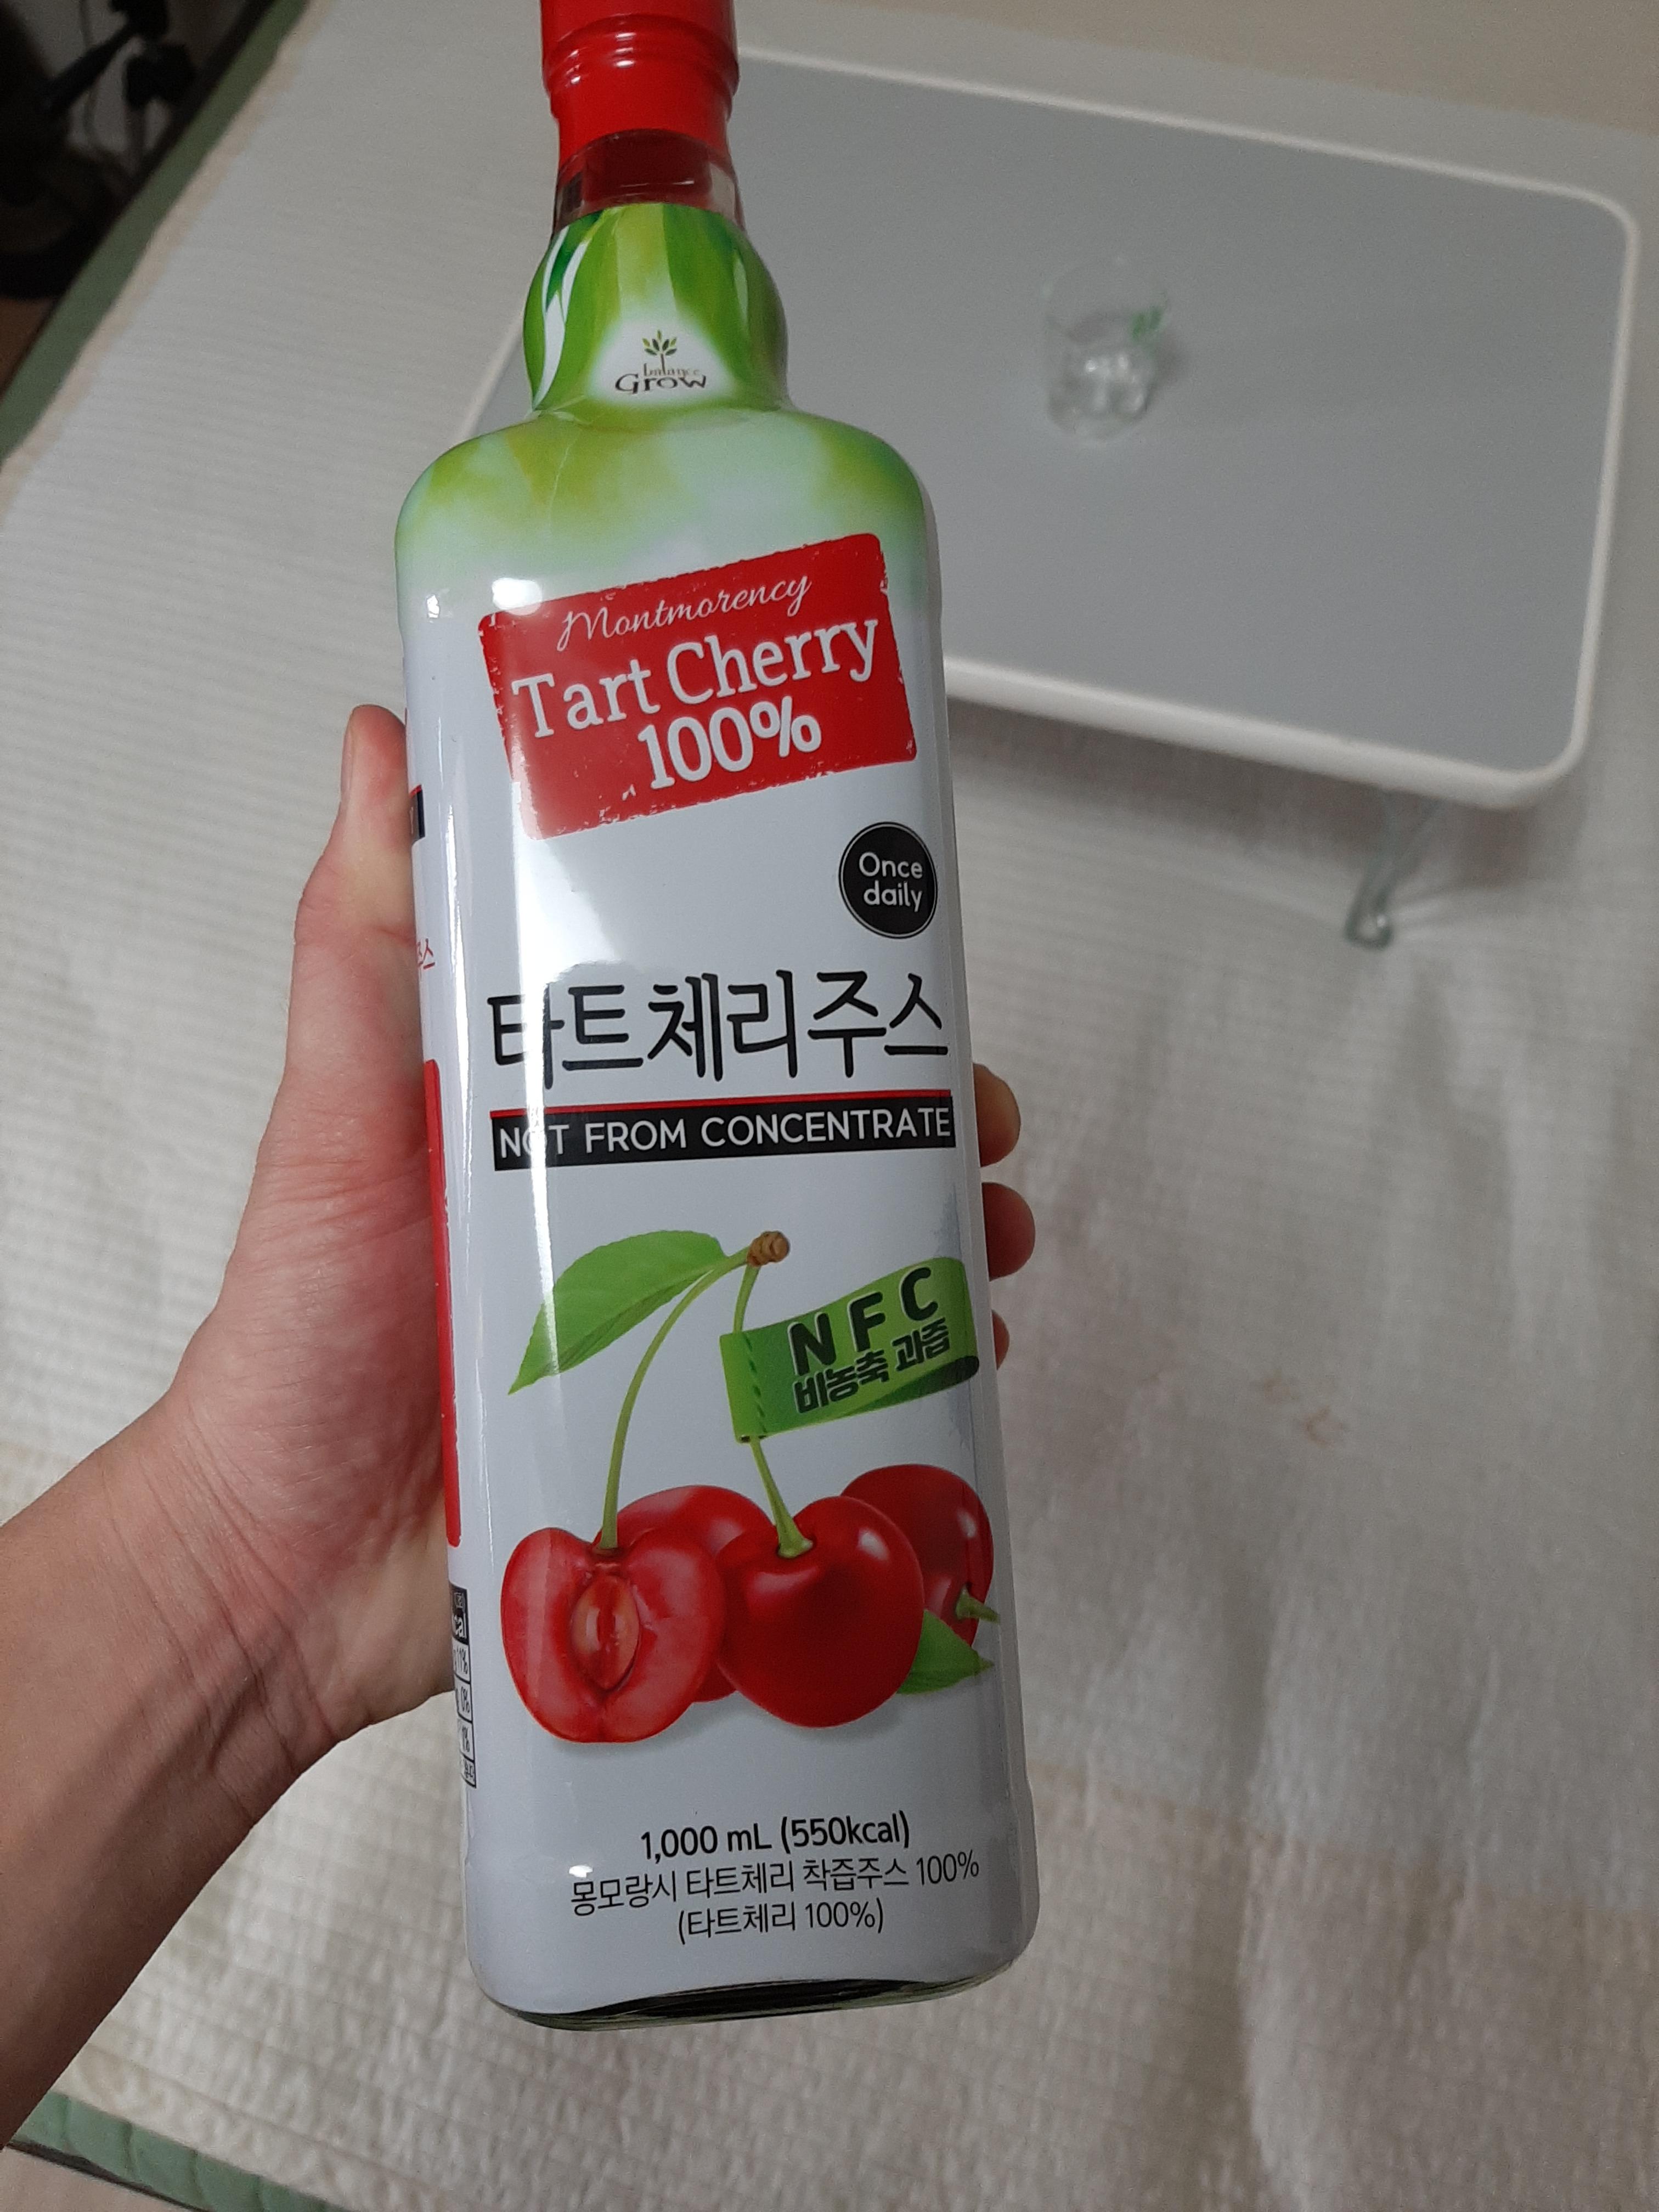 balance
Grow
Montmorency
Tart Cherry
100%
Once
daily
타트체리주스
NOT FROM CONCENTRATE
NFC
비농축 과즙
1,000 mL (550kcal)
몽모랑시 타트체리 착즙주스 100%
(타트체리 100%)